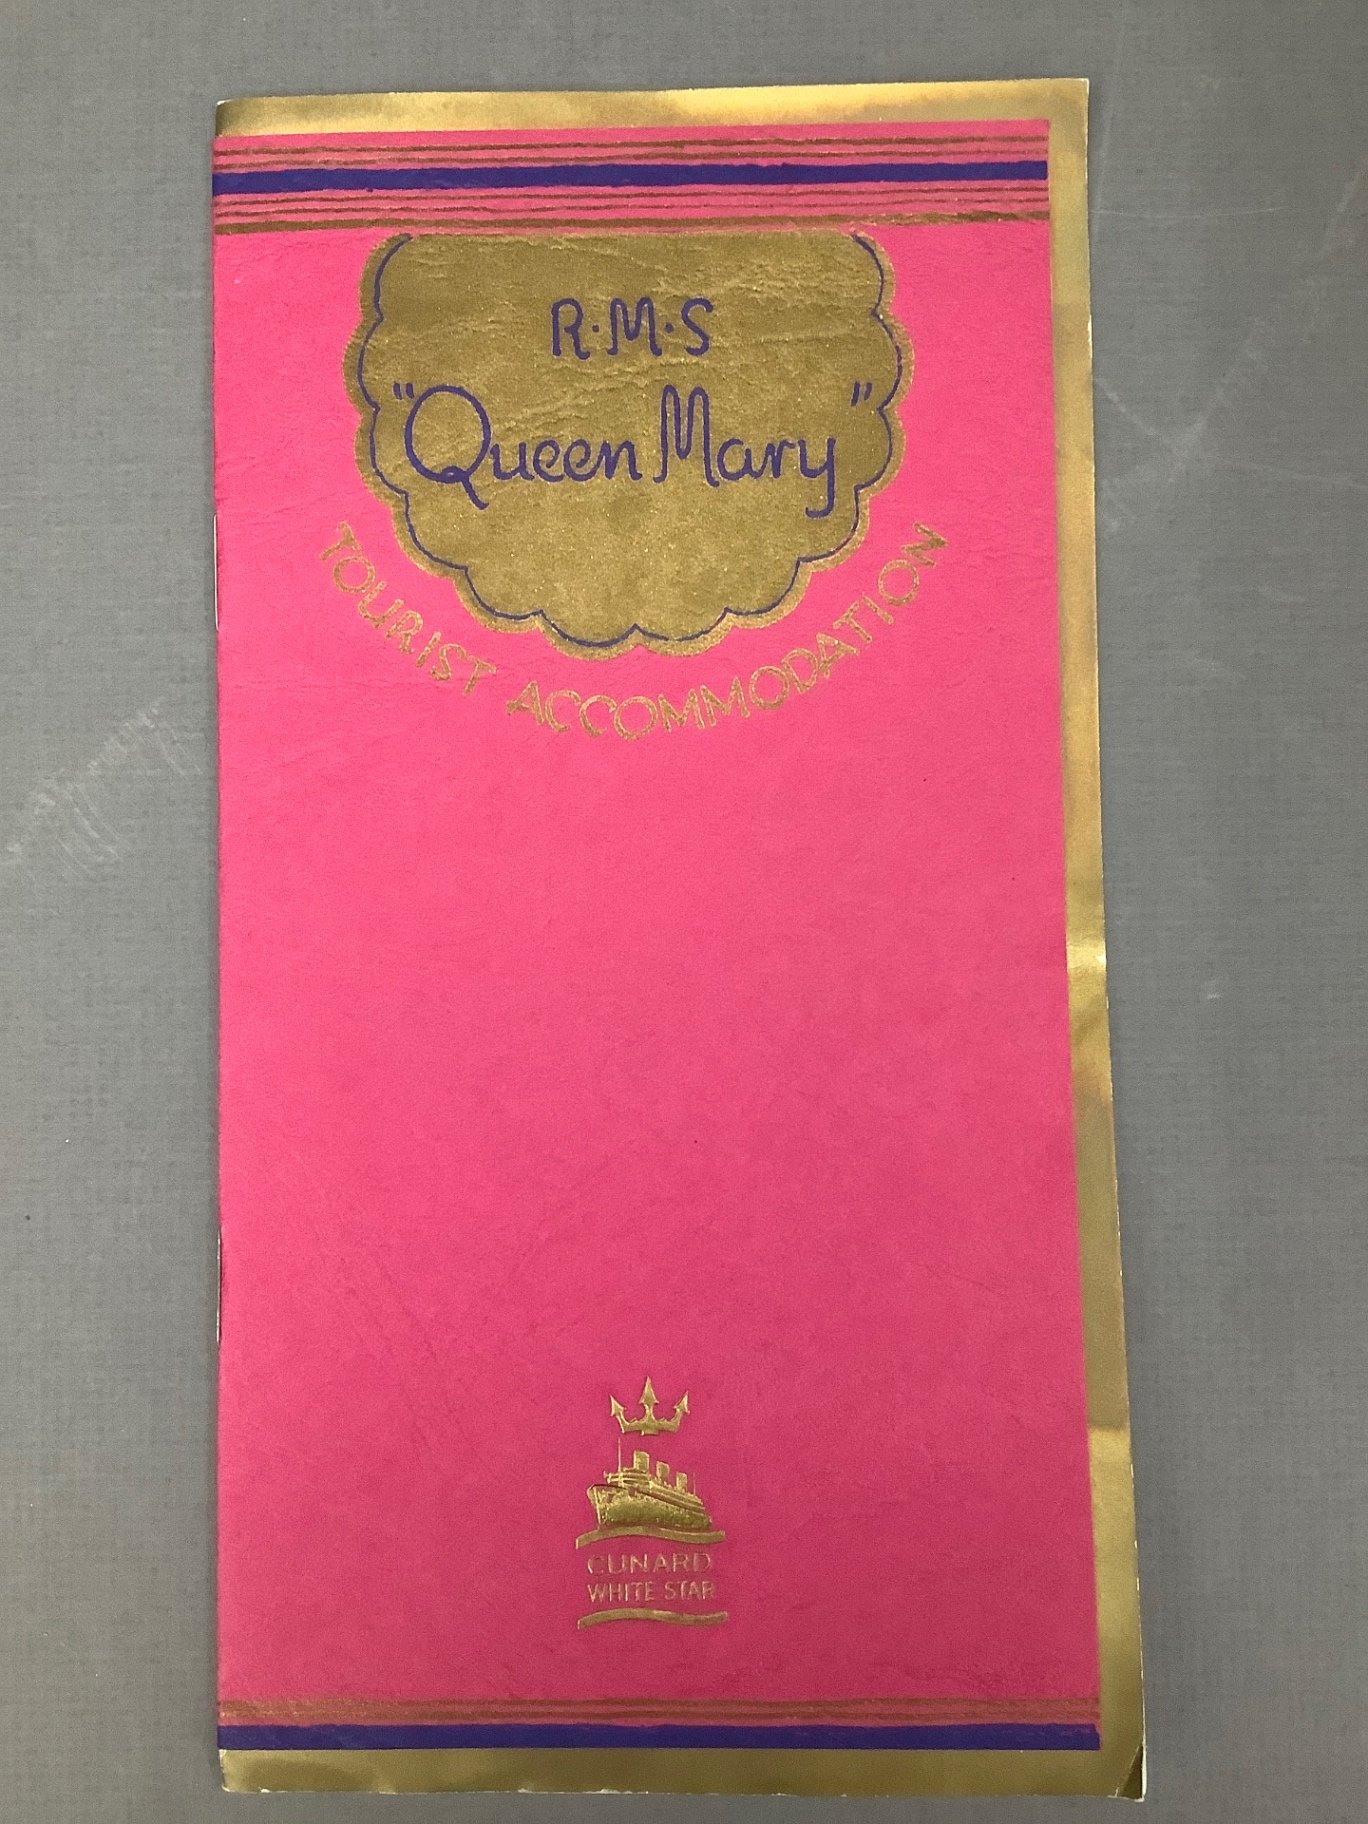 R·M·S
"Queen Mary"
TOURIST ACCOMMODATION
CUNARD
WHITE STAR